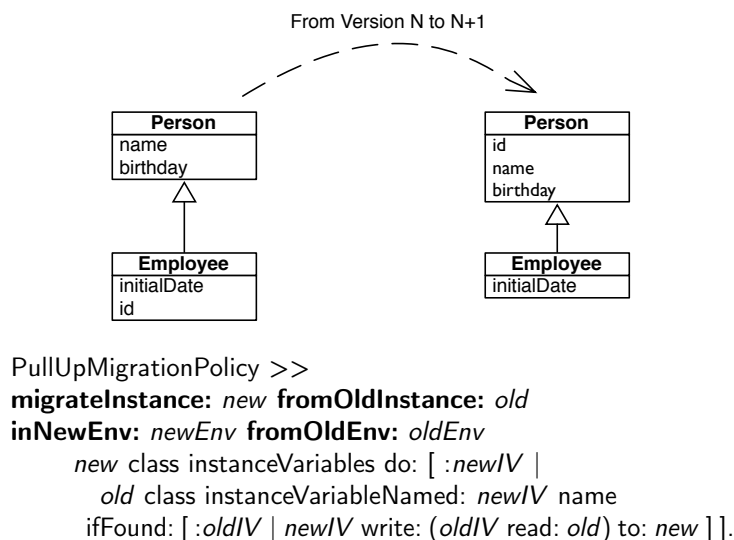 From Version N to N+1
Person
name
birthday
Employee
initialDate
id
Person
id
name
birthday
Employee
initialDate
PullUpMigrationPolicy >>
migrateInstance: new fromOldInstance: old
inNewEnv: newEnv fromOldEnv: oldEnv
new class instanceVariables do: [ :newIV |
old class instanceVariableNamed: newIV name
ifFound: [ :oldIV | newIV write: (oldIV read: old) to: new ] ].